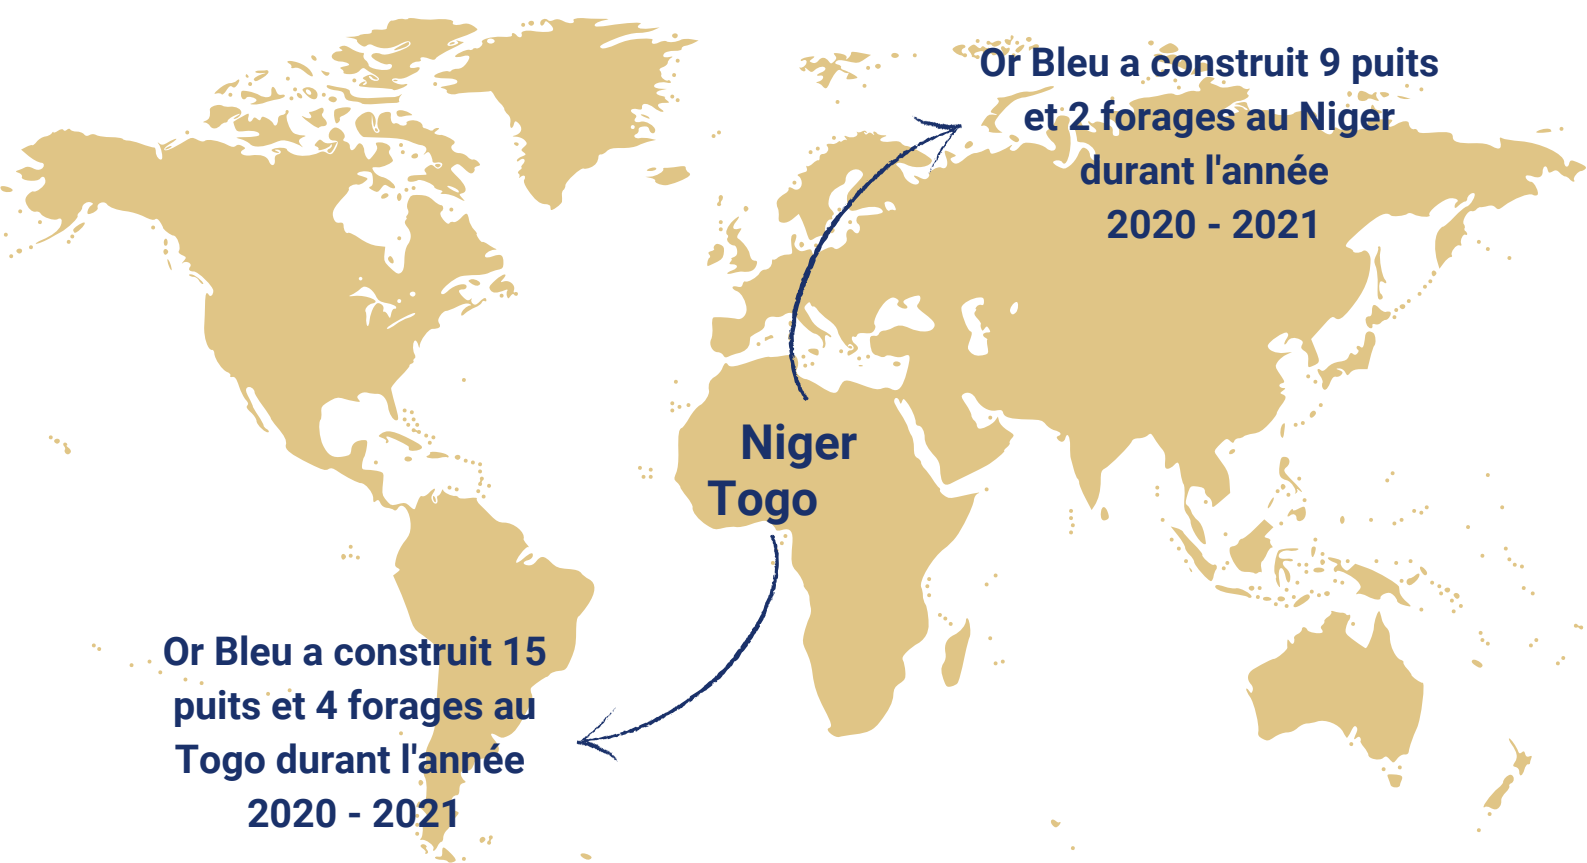 Or Bleu a construit 9 puits
et 2 forages au Niger
durant l'année
2020 - 2021
Niger
Togo
Or Bleu a construit 15
puits et 4 forages au
Togo durant l'année
2020 - 2021